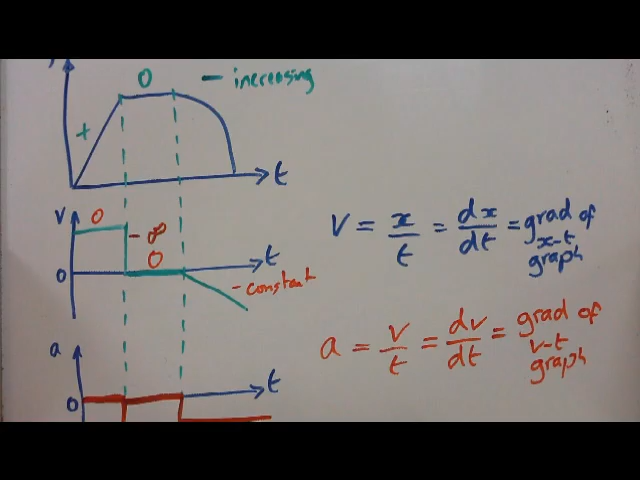 0 - increasing
+
t
v 0
- ∞
0
0 t
- constant
a
0 t
v = x/t = dx/dt = grad of
x-t
graph
a = v/t = dv/dt = grad of
v-t
graph